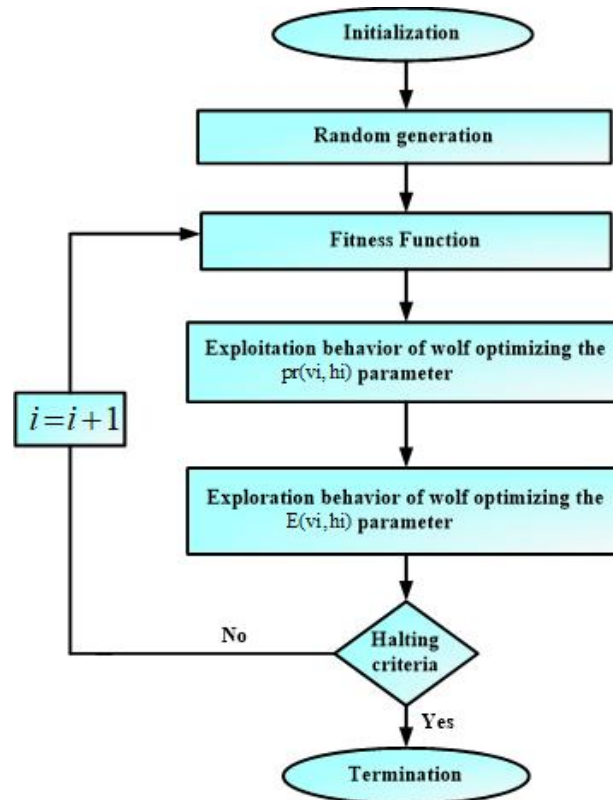 Initialization
Random generation
Fitness Function
Exploitation behavior of wolf optimizing the
pr(vi, hi) parameter
i=i+1
Exploration behavior of wolf optimizing the
E(vi,hi) parameter
Halting
criteria
No
Yes
Termination